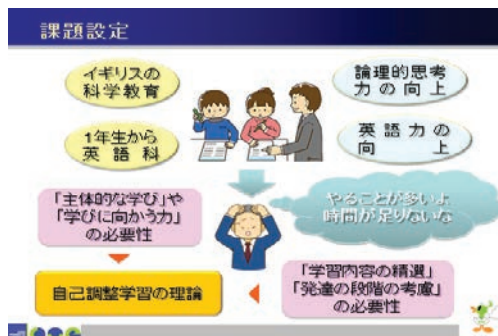 課題設定
イギリスの
科学教育
論理的思考
力の向上
1年生から
英語科
英語力の
向上
「主体的な学び」や
「学びに向かう力」
の必要性
やることが多いよ
時間が足りないな
自己調整学習の理論
「学習内容の精選」
「発達の段階の考慮」
の必要性